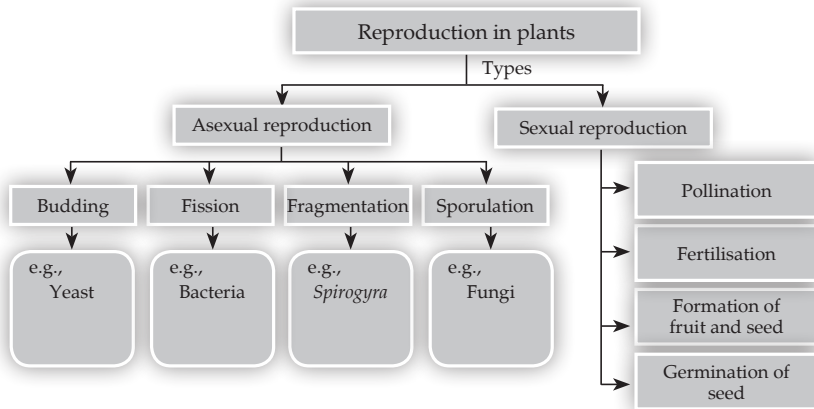 Reproduction in plants
Types
Asexual reproduction
Sexual reproduction
Budding
Fission
Fragmentation
Sporulation
e.g.,
Yeast
e.g.,
Bacteria
e.g.,
Spirogyra
e.g.,
Fungi
Pollination
Fertilisation
Formation of
fruit and seed
Germination of
seed